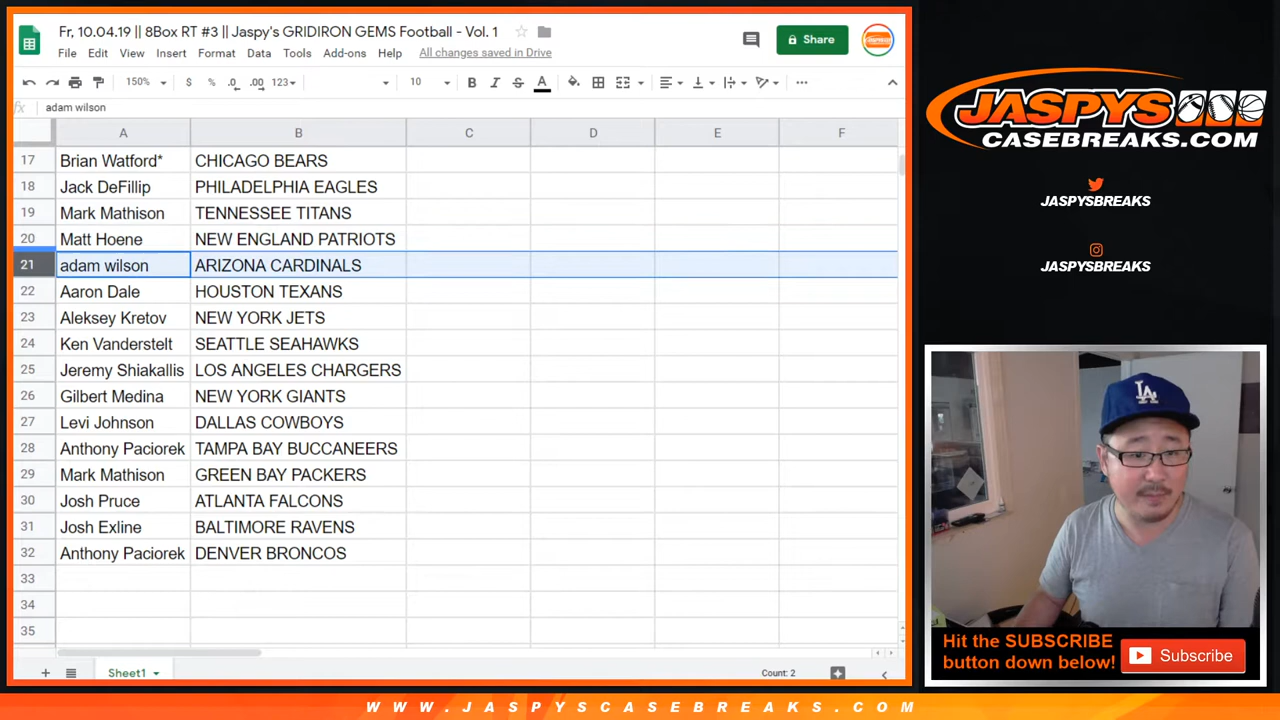 Fr, 10.04.19 || 8Box RT #3 || Jaspy's GRIDIRON GEMS Football - Vol. 1
File Edit View Insert Format Data Tools Add-ons Help All changes saved in Drive
Share
150% $ % .0 .00 123 10 B I S A
fx adam wilson
A B C D E F
17 Brian Watford* CHICAGO BEARS
18 Jack DeFillip PHILADELPHIA EAGLES
19 Mark Mathison TENNESSEE TITANS
20 Matt Hoene NEW ENGLAND PATRIOTS
21 adam wilson ARIZONA CARDINALS
22 Aaron Dale HOUSTON TEXANS
23 Aleksey Kretov NEW YORK JETS
24 Ken Vanderstelt SEATTLE SEAHAWKS
25 Jeremy Shiakallis LOS ANGELES CHARGERS
26 Gilbert Medina NEW YORK GIANTS
27 Levi Johnson DALLAS COWBOYS
28 Anthony Paciorek TAMPA BAY BUCCANEERS
29 Mark Mathison GREEN BAY PACKERS
30 Josh Pruce ATLANTA FALCONS
31 Josh Exline BALTIMORE RAVENS
32 Anthony Paciorek DENVER BRONCOS
33
34
35
Sheet1
Count: 2
JASPYS
CASEBREAKS.COM
JASPYSBREAKS
JASPYSBREAKS
LA
Hit the SUBSCRIBE
button down below!
Subscribe
WWW.JASPYSCASEBREAKS.COM